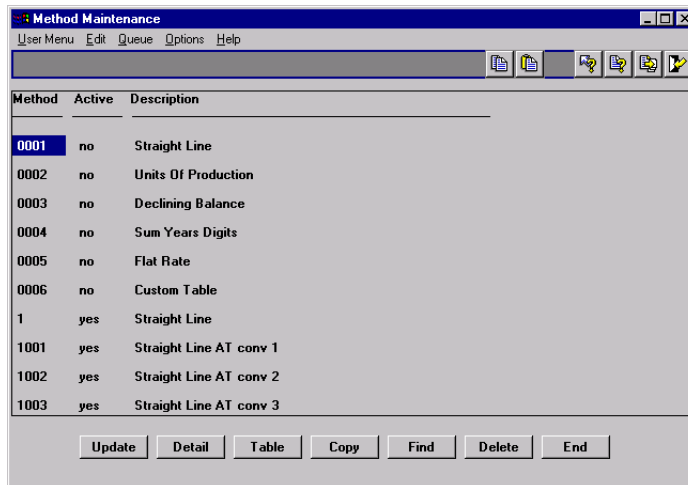 Method Maintenance
User Menu Edit Queue Options Help
Method Active Description
0001 no Straight Line
0002 no Units Of Production
0003 no Declining Balance
0004 no Sum Years Digits
0005 no Flat Rate
0006 no Custom Table
1 yes Straight Line
1001 yes Straight Line AT conv 1
1002 yes Straight Line AT conv 2
1003 yes Straight Line AT conv 3
Update Detail Table Copy Find Delete End